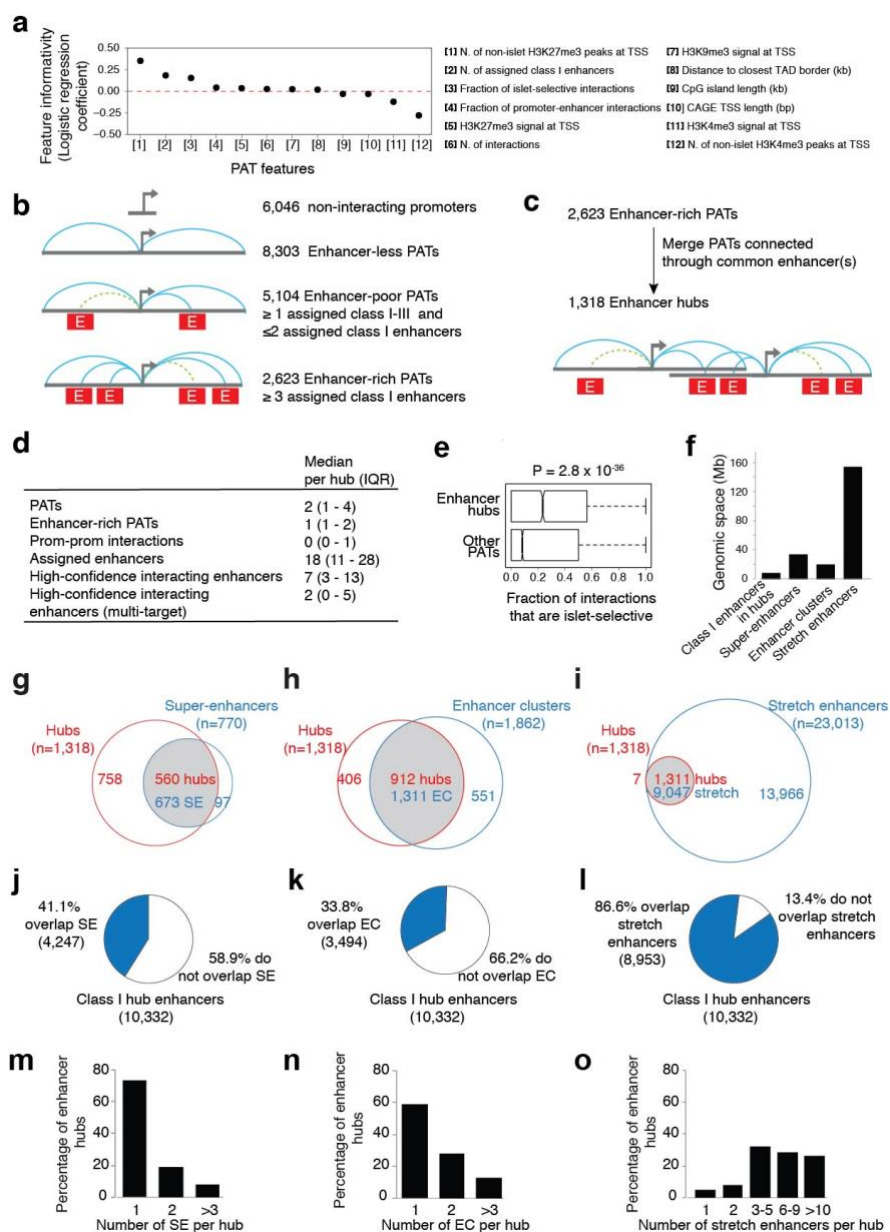 a
Feature informativity
(Logistic regression
coefficient)
0.50
0.25
0.00
−0.25
−0.50
[1] [2] [3] [4] [5] [6] [7] [8] [9] [10] [11] [12]
PAT features
[1] N. of non-islet H3K27me3 peaks at TSS
[2] N. of assigned class I enhancers
[3] Fraction of islet-selective interactions
[4] Fraction of promoter-enhancer interactions
[5] H3K27me3 signal at TSS
[6] N. of interactions
[7] H3K9me3 signal at TSS
[8] Distance to closest TAD border (kb)
[9] CpG island length (kb)
[10] CAGE TSS length (bp)
[11] H3K4me3 signal at TSS
[12] N. of non-islet H3K4me3 peaks at TSS
b
6,046 non-interacting promoters
8,303 Enhancer-less PATs
5,104 Enhancer-poor PATs
≥ 1 assigned class I-III and
≤2 assigned class I enhancers
E E
2,623 Enhancer-rich PATs
≥ 3 assigned class I enhancers
E E E E
c
2,623 Enhancer-rich PATs
Merge PATs connected
through common enhancer(s)
1,318 Enhancer hubs
E E E E E
d
Median
per hub (IQR)
PATs 2 (1 - 4)
Enhancer-rich PATs 1 (1 - 2)
Prom-prom interactions 0 (0 - 1)
Assigned enhancers 18 (11 - 28)
High-confidence interacting enhancers 7 (3 - 13)
High-confidence interacting 2 (0 - 5)
enhancers (multi-target)
e
P = 2.8 x 10-36
Enhancer
hubs
Other
PATs
0.0 0.2 0.4 0.6 0.8 1.0
Fraction of interactions
that are islet-selective
f
Genomic space (Mb)
160
120
80
40
0
Class I enhancers
in hubs
Super-enhancers
Enhancer clusters
Stretch enhancers
g
Super-enhancers
(n=770)
Hubs
(n=1,318)
758
560 hubs
673 SE
97
h
Enhancer clusters
(n=1,862)
Hubs
(n=1,318)
406
912 hubs
1,311 EC
551
i
Stretch enhancers
(n=23,013)
Hubs
(n=1,318)
7
1,311 hubs
9,047 stretch
13,966
j
41.1%
overlap SE
(4,247)
58.9% do
not overlap SE
Class I hub enhancers
(10,332)
k
33.8%
overlap EC
(3,494)
66.2% do
not overlap EC
Class I hub enhancers
(10,332)
l
86.6% overlap
stretch
enhancers
(8,953)
13.4% do not
overlap stretch
enhancers
Class I hub enhancers
(10,332)
m
Percentage of enhancer
hubs
80
60
40
20
0
1 2 >3
Number of SE per hub
n
Percentage of enhancer
hubs
80
60
40
20
0
1 2 >3
Number of EC per hub
o
Percentage of enhancer
hubs
80
60
40
20
0
1 2 3-5 6-9 >10
Number of stretch enhancers per hub